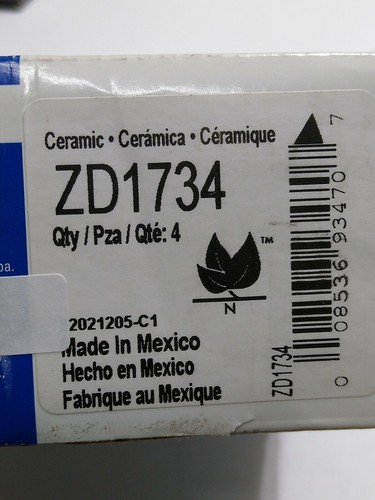 Ceramic • Cerámica • Céramique
ZD1734
Qty / Pza / Qté: 4
TM
N
2021205-C1
Made In Mexico
Hecho en Mexico
Fabrique au Mexique
ZD1734
0 08536 93470 7